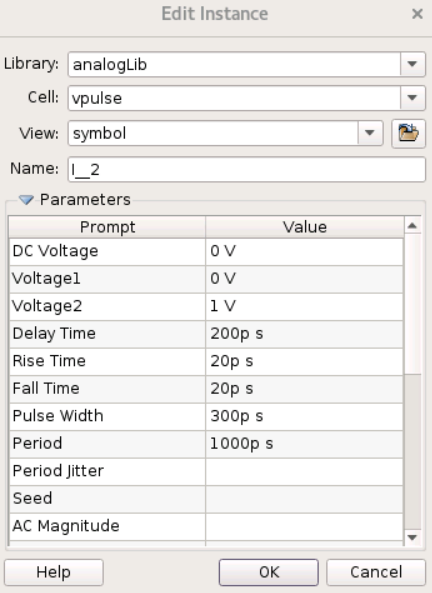 Edit Instance
Library: analogLib
Cell: vpulse
View: symbol
Name: I__2
Parameters
Prompt Value
DC Voltage 0 V
Voltage1 0 V
Voltage2 1 V
Delay Time 200p s
Rise Time 20p s
Fall Time 20p s
Pulse Width 300p s
Period 1000p s
Period Jitter
Seed
AC Magnitude
Help OK Cancel